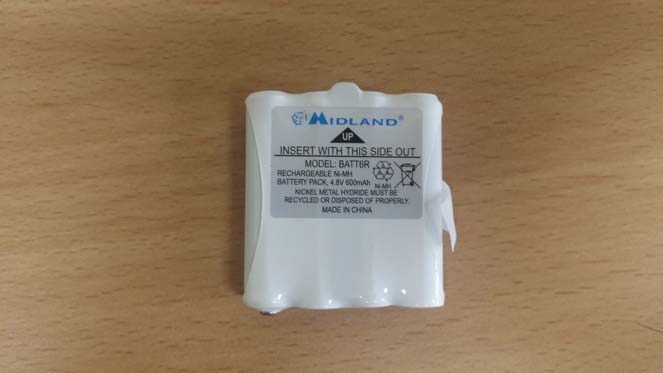 MIDLAND®
UP
INSERT WITH THIS SIDE OUT
MODEL: BATT6R
RECHARGEABLE Ni-MH
BATTERY PACK, 4.8V 600mAh
Ni-MH
NICKEL METAL HYDRIDE MUST BE
RECYCLED OR DISPOSED OF PROPERLY.
MADE IN CHINA